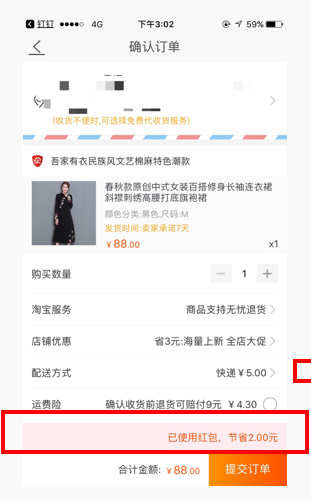 钉钉 4G 下午3:02 59%
确认订单
(收货不便时,可选择免费代收货服务)
吾家有衣民族风文艺棉麻特色潮款
春秋款原创中式女装百搭修身长袖连衣裙
斜襟刺绣高腰打底旗袍裙
颜色分类:黑色,尺码:M
发货时间:卖家承诺7天
¥88.00 x1
购买数量 － 1 ＋
淘宝服务 商品支持无忧退货
店铺优惠 省3元:海量上新 全店大促
配送方式 快递 ¥ 5.00
运费险 确认收货前退货可赔付9元 ¥ 4.30
已使用红包，节省2.00元
合计金额: ¥ 88.00 提交订单